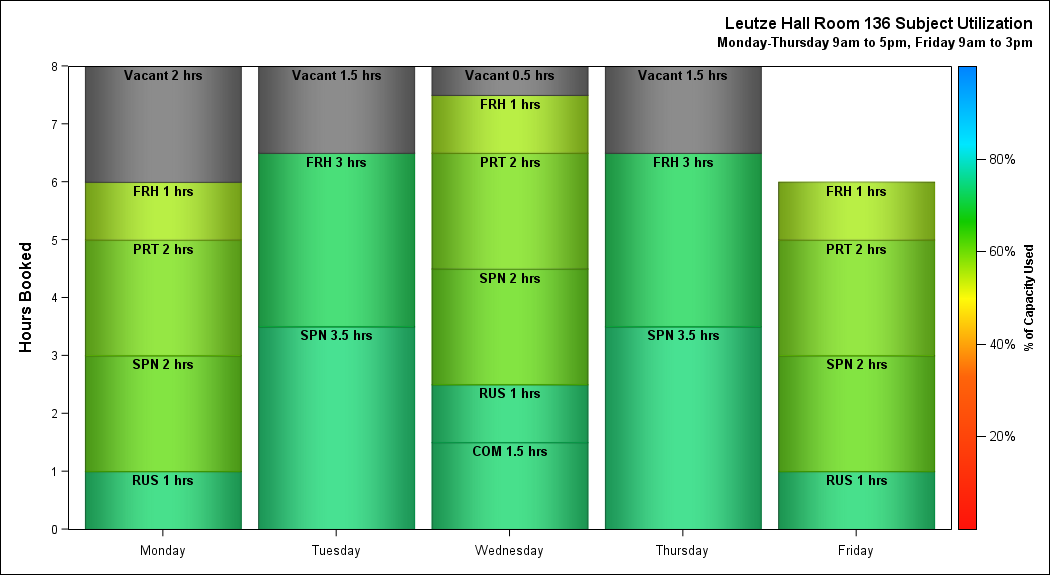 Leutze Hall Room 136 Subject Utilization
Monday-Thursday 9am to 5pm, Friday 9am to 3pm
Hours Booked
8
7
6
5
4
3
2
1
0
Vacant 2 hrs
FRH 1 hrs
PRT 2 hrs
SPN 2 hrs
RUS 1 hrs
Monday
Vacant 1.5 hrs
FRH 3 hrs
SPN 3.5 hrs
Tuesday
Vacant 0.5 hrs
FRH 1 hrs
PRT 2 hrs
SPN 2 hrs
RUS 1 hrs
COM 1.5 hrs
Wednesday
Vacant 1.5 hrs
FRH 3 hrs
SPN 3.5 hrs
Thursday
FRH 1 hrs
PRT 2 hrs
SPN 2 hrs
RUS 1 hrs
Friday
80%
60%
40%
20%
% of Capacity Used